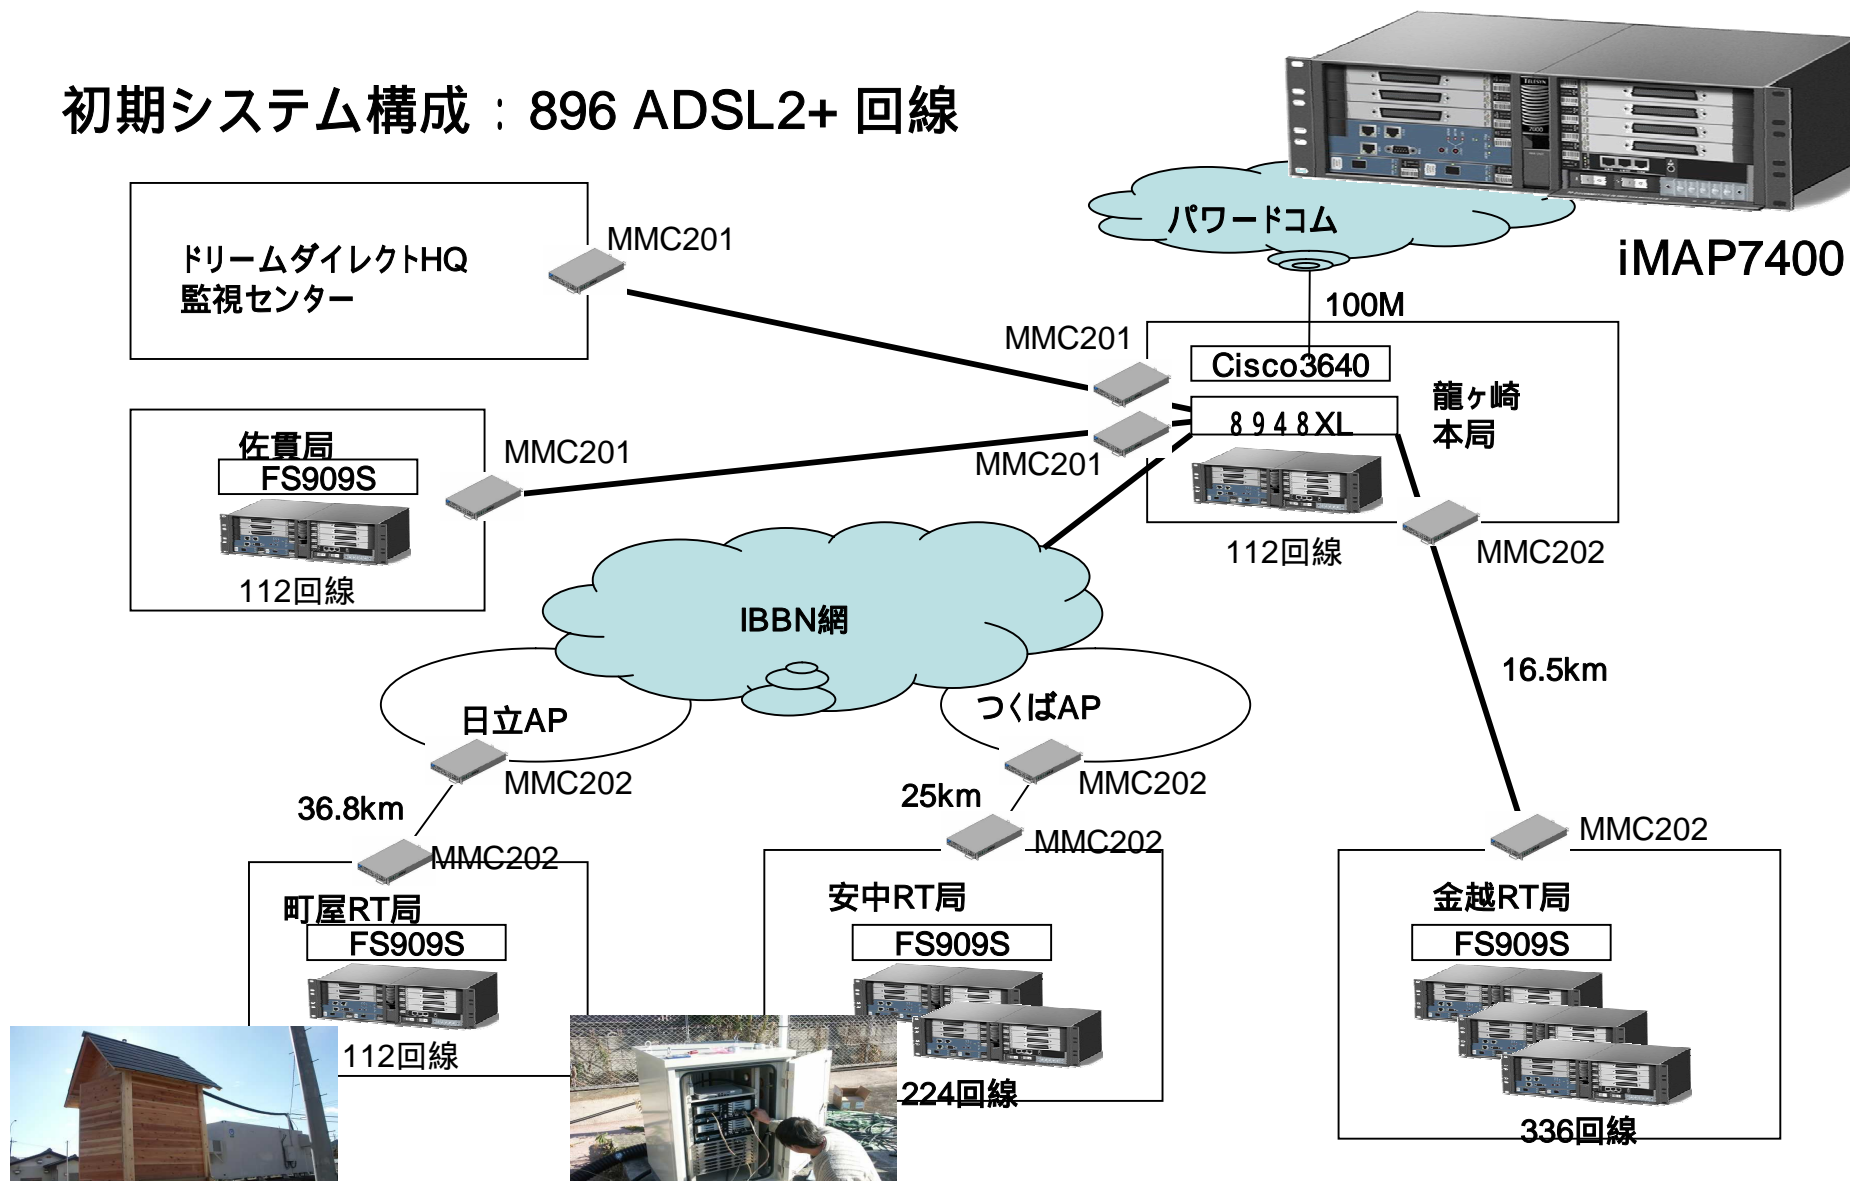 初期システム構成：896 ADSL2+ 回線
iMAP7400
パワードコム
100M
ドリームダイレクトHQ
監視センター
MMC201
MMC201
Cisco3640
8948XL
龍ヶ崎
本局
MMC201
112回線
MMC202
佐貫局
FS909S
MMC201
112回線
IBBN網
16.5km
日立AP
MMC202
つくばAP
MMC202
36.8km
25km
MMC202
MMC202
MMC202
町屋RT局
FS909S
112回線
安中RT局
FS909S
224回線
金越RT局
FS909S
336回線